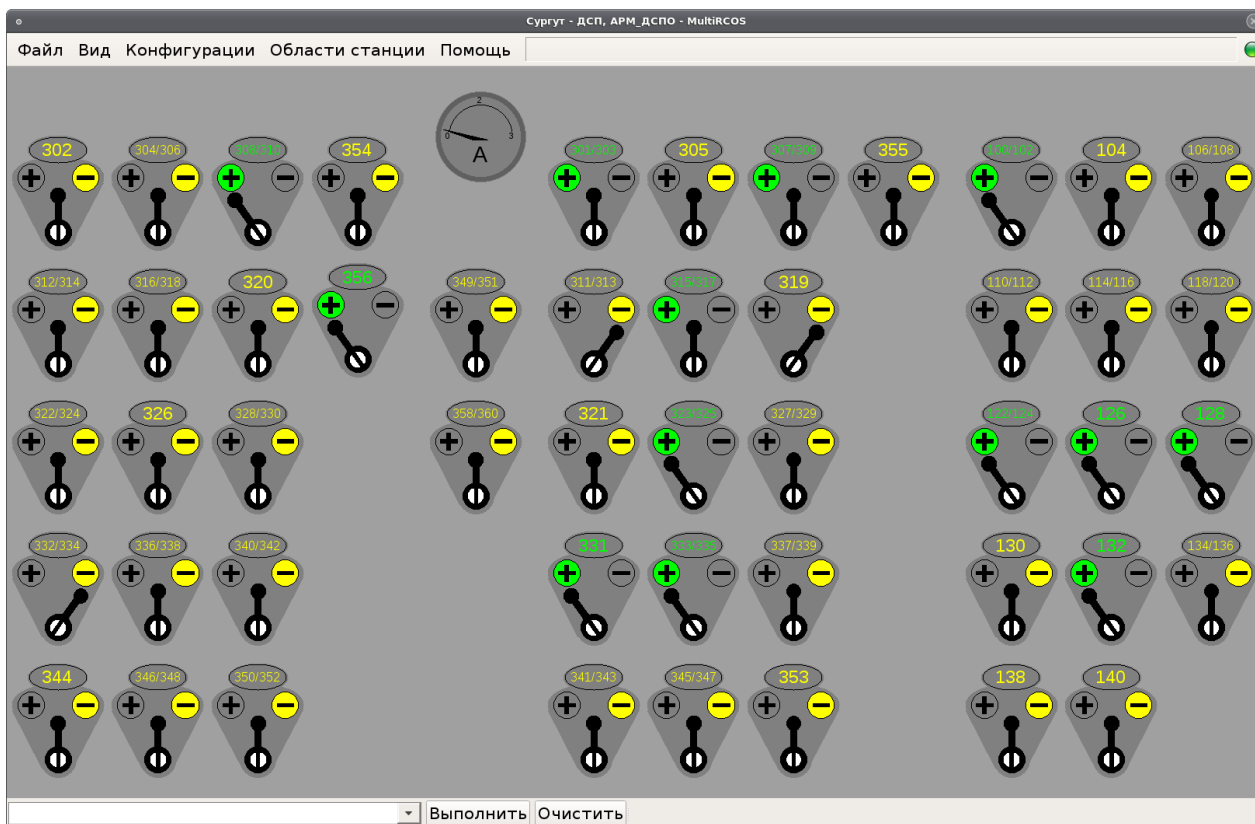 Сургут - ДСП, АРМ_ДСПО - MultiRCOS
Файл Вид Конфигурации Области станции Помощь
0 2 3
A
302 304/306 308/310 354 301/303 305 307/309 355 100/102 104 106/108
312/314 316/318 320 356 349/351 311/313 315/317 319 110/112 114/116 118/120
322/324 326 328/330 358/360 321 323/325 327/329 122/124 126 128
332/334 336/338 340/342 331 333/335 337/339 130 132 134/136
344 346/348 350/352 341/343 345/347 353 138 140
Выполнить Очистить